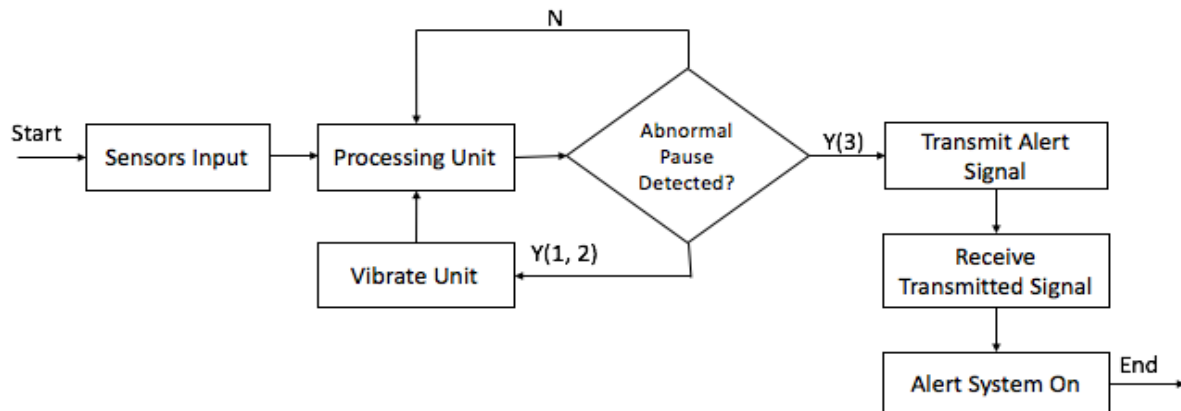 N
Start
Sensors Input
Processing Unit
Abnormal
Pause
Detected?
Y(3)
Transmit Alert
Signal
Vibrate Unit
Y(1, 2)
Receive
Transmitted Signal
Alert System On
End